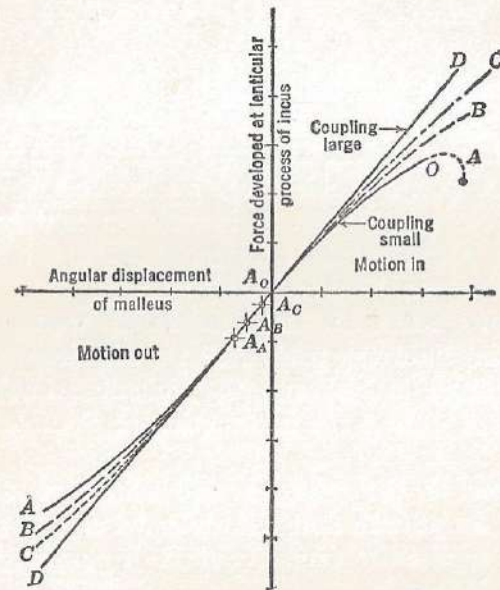 Force developed at lenticular
process of incus
D
C
Coupling
large
B
A
O
Coupling
small
Motion in
Angular displacement
of malleus
A_O
A_C
A_B
A_A
Motion out
A
B
C
D